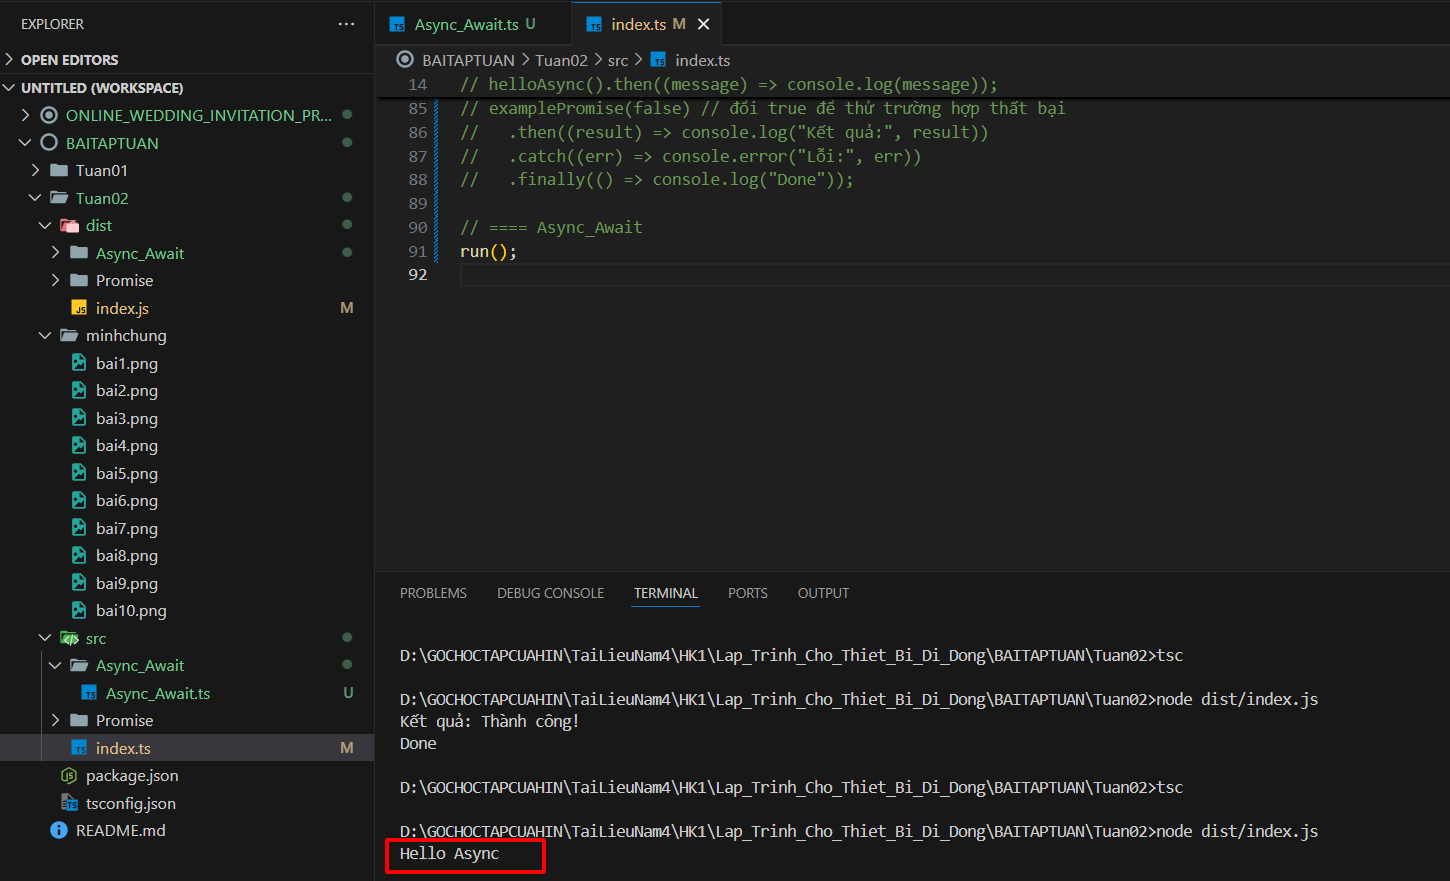 EXPLORER
OPEN EDITORS
UNTITLED (WORKSPACE)
ONLINE_WEDDING_INVITATION_PR...
BAITAPTUAN
Tuan01
Tuan02
dist
Async_Await
Promise
index.js M
minhchung
bai1.png
bai2.png
bai3.png
bai4.png
bai5.png
bai6.png
bai7.png
bai8.png
bai9.png
bai10.png
src
Async_Await
Async_Await.ts U
Promise
index.ts M
package.json
tsconfig.json
README.md
Async_Await.ts U index.ts M
BAITAPTUAN > Tuan02 > src > index.ts
14 // helloAsync().then((message) => console.log(message));
85 // examplePromise(false) // đổi true để thử trường hợp thất bại
86 //   .then((result) => console.log("Kết quả:", result))
87 //   .catch((err) => console.error("Lỗi:", err))
88 //   .finally(() => console.log("Done"));
89
90 // ==== Async_Await
91 run();
92
PROBLEMS DEBUG CONSOLE TERMINAL PORTS OUTPUT
D:\GOCHOCTAPCUAHIN\TaiLieuNam4\HK1\Lap_Trinh_Cho_Thiet_Bi_Di_Dong\BAITAPTUAN\Tuan02>tsc
D:\GOCHOCTAPCUAHIN\TaiLieuNam4\HK1\Lap_Trinh_Cho_Thiet_Bi_Di_Dong\BAITAPTUAN\Tuan02>node dist/index.js
Kết quả: Thành công!
Done
D:\GOCHOCTAPCUAHIN\TaiLieuNam4\HK1\Lap_Trinh_Cho_Thiet_Bi_Di_Dong\BAITAPTUAN\Tuan02>tsc
D:\GOCHOCTAPCUAHIN\TaiLieuNam4\HK1\Lap_Trinh_Cho_Thiet_Bi_Di_Dong\BAITAPTUAN\Tuan02>node dist/index.js
Hello Async